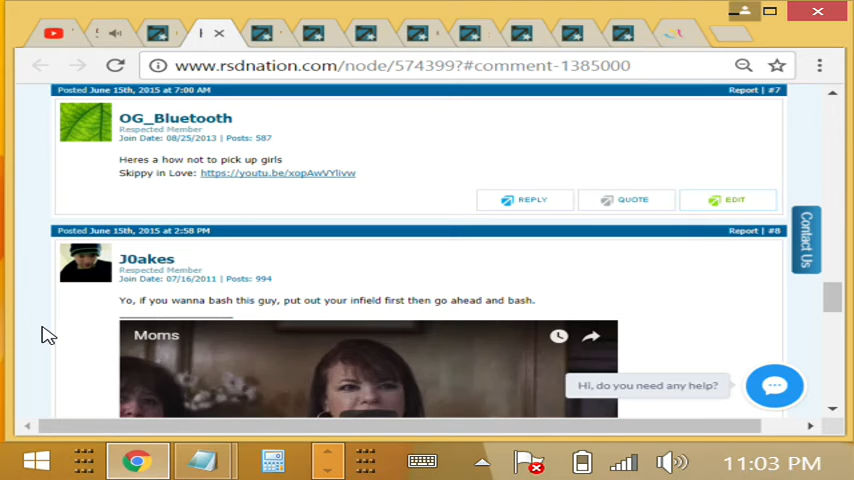 www.rsdnation.com/node/574399?#comment-1385000
Posted June 15th, 2015 at 7:00 AM
Report | #7
OG_Bluetooth
Respected Member
Join Date: 08/25/2013 | Posts: 587
Heres a how not to pick up girls
Skippy in Love: https://youtu.be/xopAwVYlivw
REPLY
QUOTE
EDIT
Contact Us
Posted June 15th, 2015 at 2:58 PM
Report | #8
J0akes
Respected Member
Join Date: 07/16/2011 | Posts: 994
Yo, if you wanna bash this guy, put out your infield first then go ahead and bash.
Moms
Hi, do you need any help?
11:03 PM